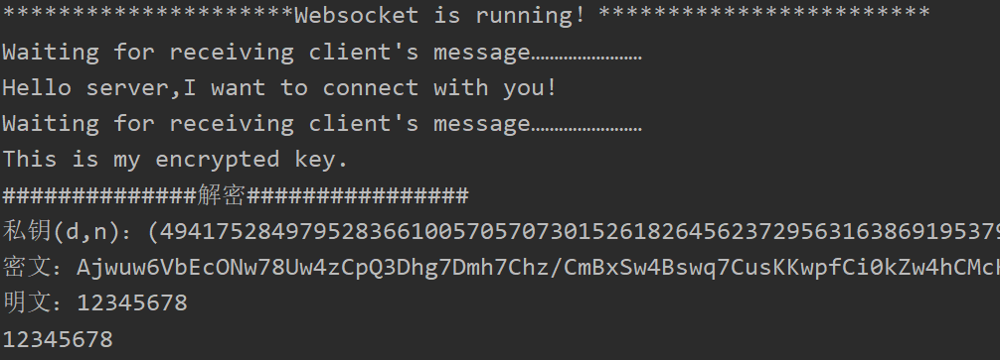 *********************Websocket is running! ************************
Waiting for receiving client's message……………………
Hello server,I want to connect with you!
Waiting for receiving client's message……………………
This is my encrypted key.
##############解密################
私钥(d,n)：(4941752849795283661005705707301526182645623729563163869195379
密文：Ajwuw6VbEcONw78Uw4zCpQ3Dhg7Dmh7Chz/CmBxSw4Bswq7CusKKwpfCi0kZw4hCMcK
明文：12345678
12345678